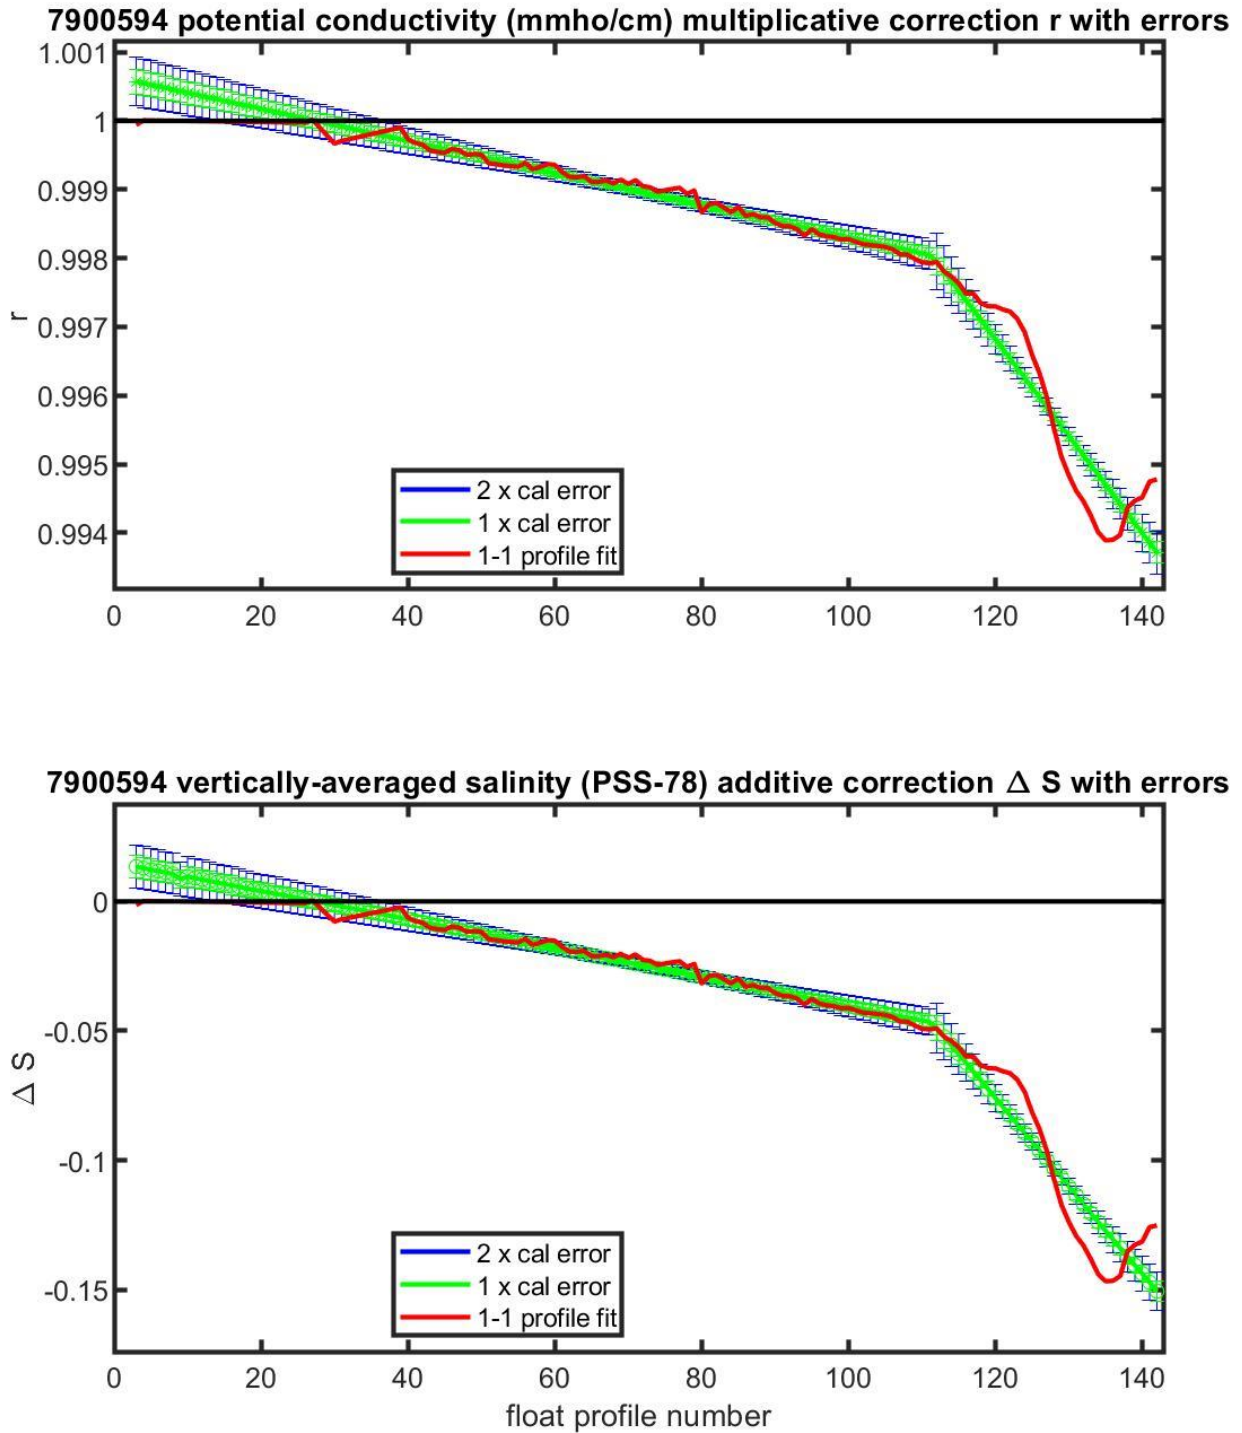 7900594 potential conductivity (mmho/cm) multiplicative correction r with errors
1.001
1
0.999
0.998
0.997
0.996
0.995
0.994
r
2 x cal error
1 x cal error
1-1 profile fit
0 20 40 60 80 100 120 140
7900594 vertically-averaged salinity (PSS-78) additive correction Δ S with errors
0
-0.05
-0.1
-0.15
Δ S
2 x cal error
1 x cal error
1-1 profile fit
0 20 40 60 80 100 120 140
float profile number